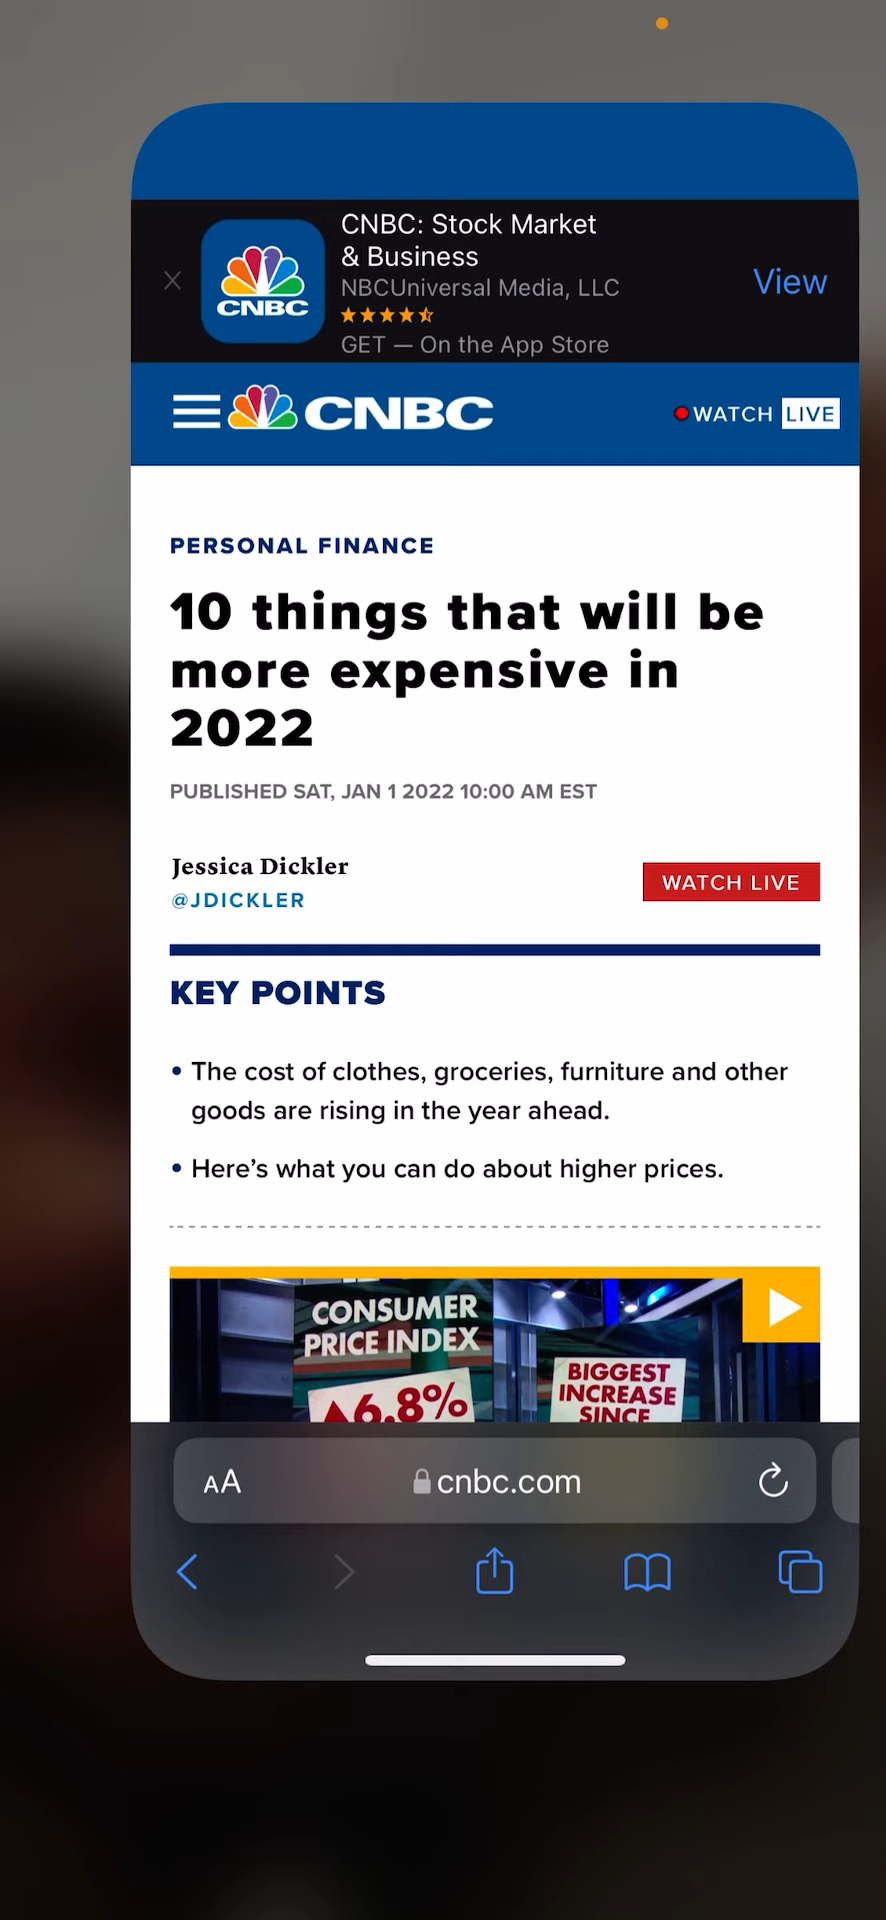 CNBC: Stock Market
& Business
NBCUniversal Media, LLC
GET — On the App Store
View
CNBC
CNBC
WATCH LIVE
PERSONAL FINANCE
10 things that will be
more expensive in
2022
PUBLISHED SAT, JAN 1 2022 10:00 AM EST
Jessica Dickler
@JDICKLER
WATCH LIVE
KEY POINTS
• The cost of clothes, groceries, furniture and other
goods are rising in the year ahead.
• Here’s what you can do about higher prices.
CONSUMER
PRICE INDEX
▲6.8%
BIGGEST
INCREASE
SINCE
AA
cnbc.com